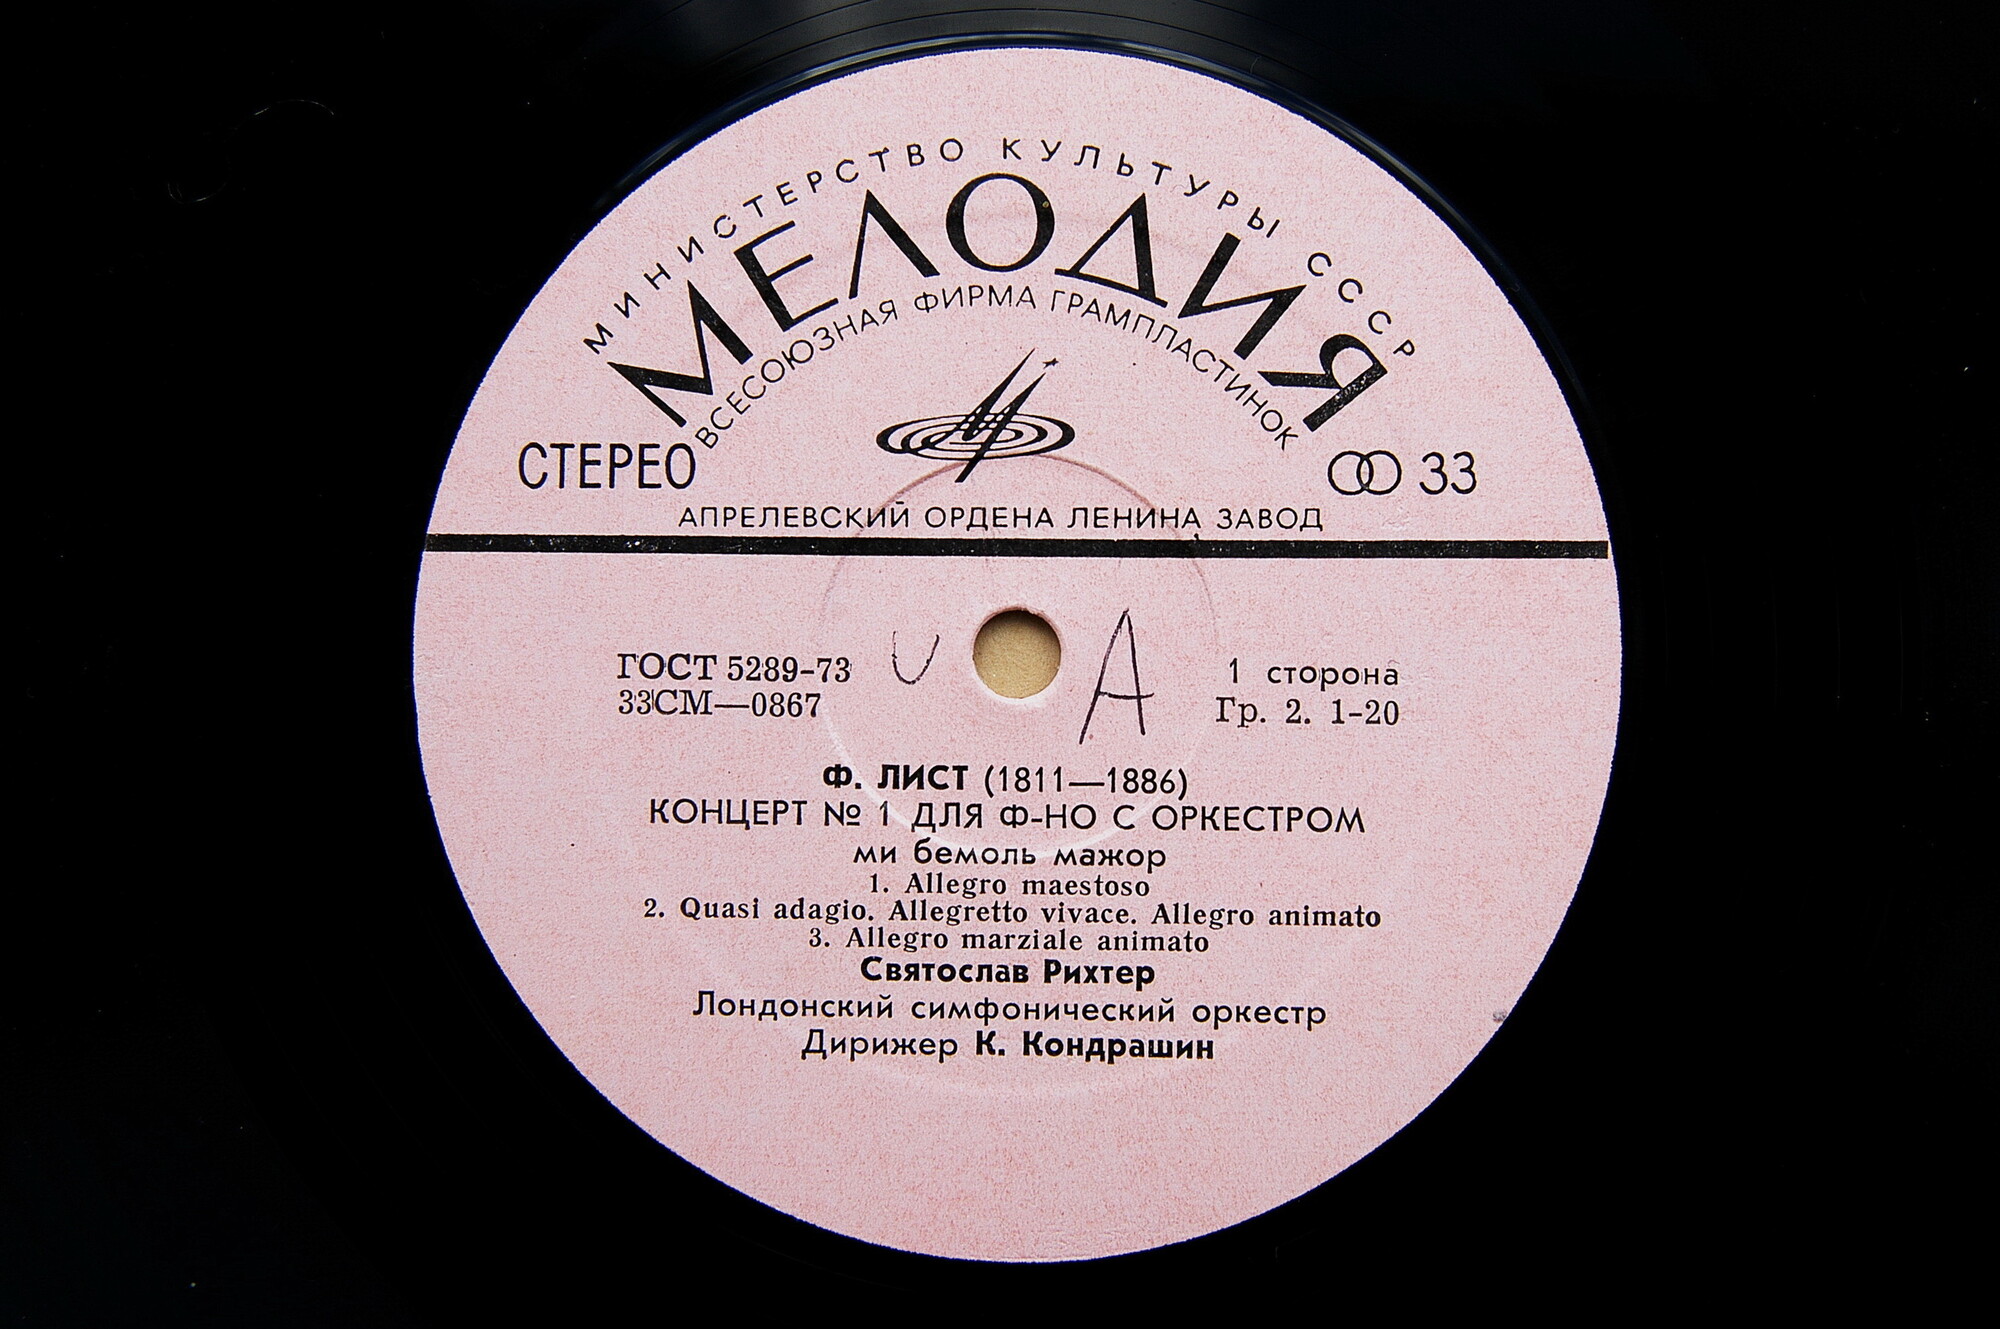 МИНИСТЕРСТВО КУЛЬТУРЫ СССР
МЕЛОДИЯ
ВСЕСОЮЗНАЯ ФИРМА ГРАМПЛАСТИНОК
СТЕРЕО
33
АПРЕЛЕВСКИЙ ОРДЕНА ЛЕНИНА ЗАВОД
ГОСТ 5289-73
33СМ—0867
U A
1 сторона
Гр. 2. 1-20
Ф. ЛИСТ (1811—1886)
КОНЦЕРТ № 1 ДЛЯ Ф-НО С ОРКЕСТРОМ
ми бемоль мажор
1. Allegro maestoso
2. Quasi adagio. Allegretto vivace. Allegro animato
3. Allegro marziale animato
Святослав Рихтер
Лондонский симфонический оркестр
Дирижер К. Кондрашин